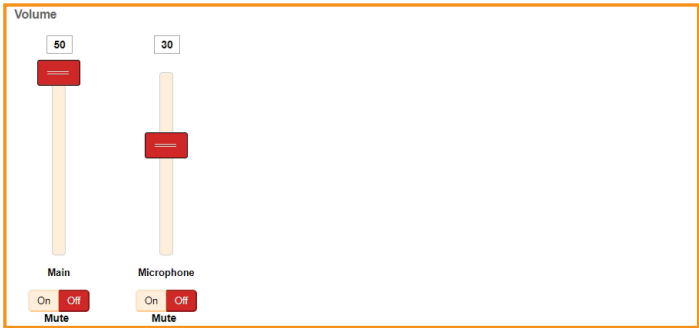 Volume
50 30
Main Microphone
On Off On Off
Mute Mute